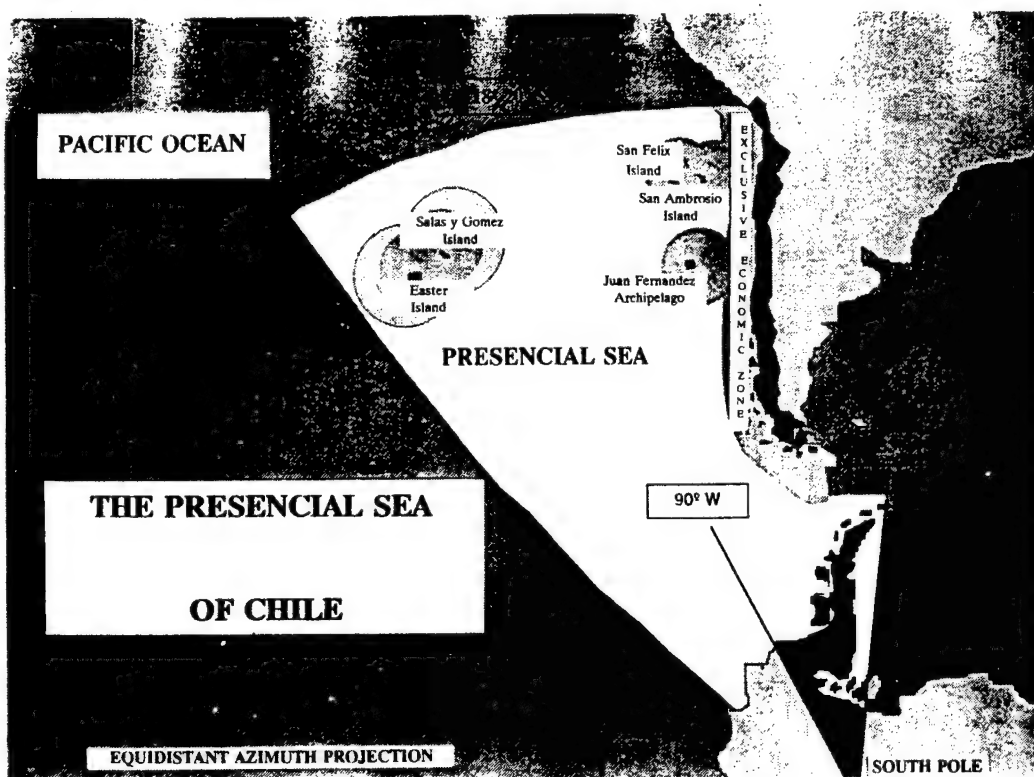 PACIFIC OCEAN
San Felix
Island
San Ambrosio
Island
Salas y Gomez
Island
Easter
Island
Juan Fernandez
Archipelago
EXCLUSIVE ECONOMIC ZONE
PRESENCIAL SEA
90º W
THE PRESENCIAL SEA
OF CHILE
EQUIDISTANT AZIMUTH PROJECTION
SOUTH POLE